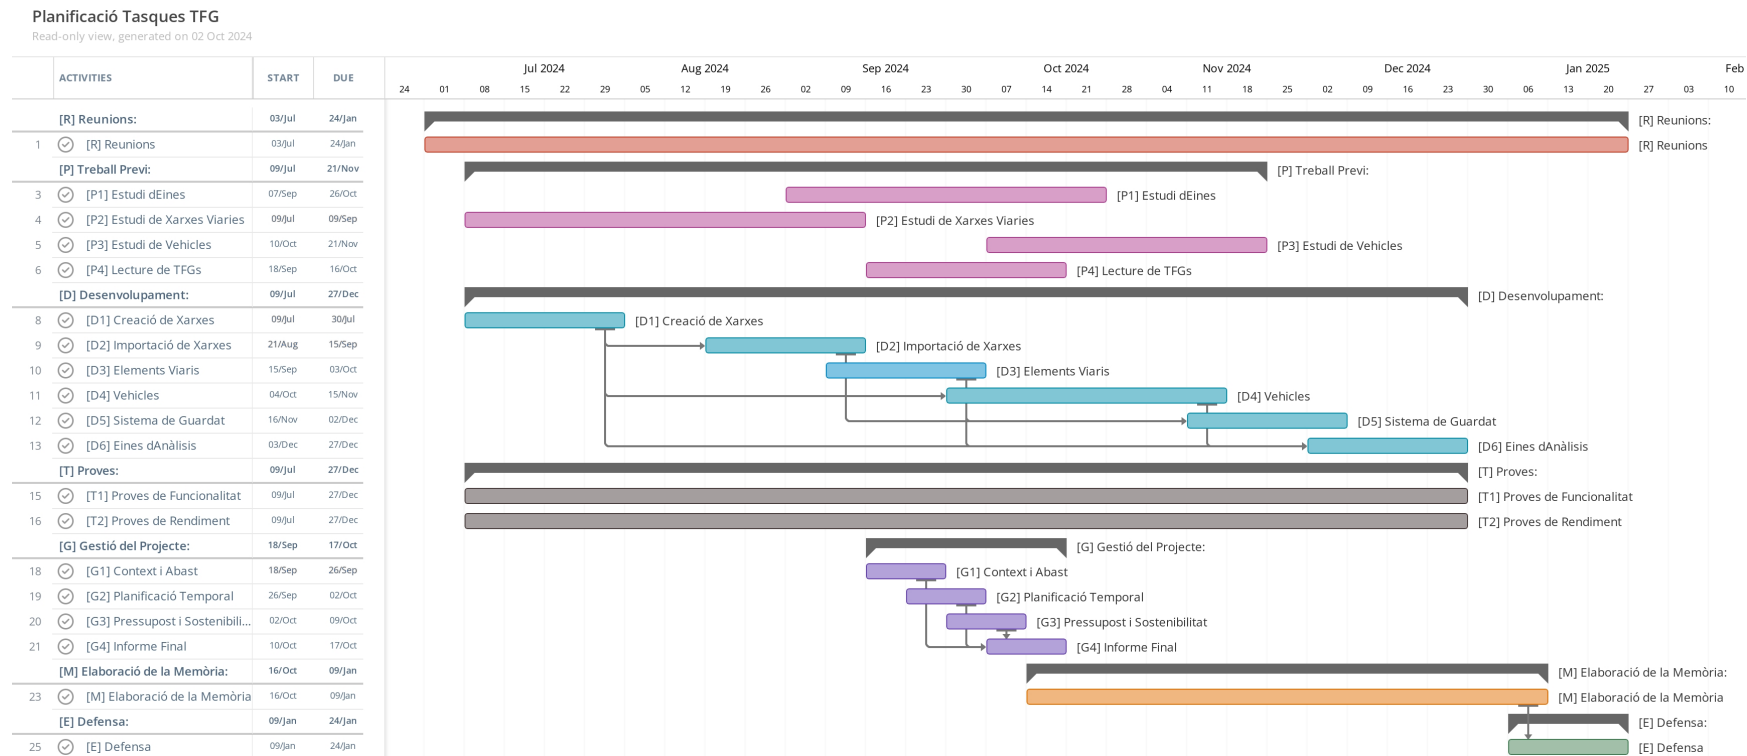 Planificació Tasques TFG
Read-only view, generated on 02 Oct 2024
ACTIVITIES START DUE Jul 2024 Aug 2024 Sep 2024 Oct 2024 Nov 2024 Dec 2024 Jan 2025 Feb
24 01 08 15 22 29 05 12 19 26 02 09 16 23 30 07 14 21 28 04 11 18 25 02 09 16 23 30 06 13 20 27 03 10
[R] Reunions: 03/Jul 24/Jan [R] Reunions:
1 [R] Reunions 03/Jul 24/Jan [R] Reunions
[P] Treball Previ: 09/Jul 21/Nov [P] Treball Previ:
3 [P1] Estudi dEines 07/Sep 26/Oct [P1] Estudi dEines
4 [P2] Estudi de Xarxes Viaries 09/Jul 09/Sep [P2] Estudi de Xarxes Viaries
5 [P3] Estudi de Vehicles 10/Oct 21/Nov [P3] Estudi de Vehicles
6 [P4] Lecture de TFGs 18/Sep 16/Oct [P4] Lecture de TFGs
[D] Desenvolupament: 09/Jul 27/Dec [D] Desenvolupament:
8 [D1] Creació de Xarxes 09/Jul 30/Jul [D1] Creació de Xarxes
9 [D2] Importació de Xarxes 21/Aug 15/Sep [D2] Importació de Xarxes
10 [D3] Elements Viaris 15/Sep 03/Oct [D3] Elements Viaris
11 [D4] Vehicles 04/Oct 15/Nov [D4] Vehicles
12 [D5] Sistema de Guardat 16/Nov 02/Dec [D5] Sistema de Guardat
13 [D6] Eines dAnàlisis 03/Dec 27/Dec [D6] Eines dAnàlisis
[T] Proves: 09/Jul 27/Dec [T] Proves:
15 [T1] Proves de Funcionalitat 09/Jul 27/Dec [T1] Proves de Funcionalitat
16 [T2] Proves de Rendiment 09/Jul 27/Dec [T2] Proves de Rendiment
[G] Gestió del Projecte: 18/Sep 17/Oct [G] Gestió del Projecte:
18 [G1] Context i Abast 18/Sep 26/Sep [G1] Context i Abast
19 [G2] Planificació Temporal 26/Sep 02/Oct [G2] Planificació Temporal
20 [G3] Pressupost i Sostenibili... 02/Oct 09/Oct [G3] Pressupost i Sostenibilitat
21 [G4] Informe Final 10/Oct 17/Oct [G4] Informe Final
[M] Elaboració de la Memòria: 16/Oct 09/Jan [M] Elaboració de la Memòria:
23 [M] Elaboració de la Memòria 16/Oct 09/Jan [M] Elaboració de la Memòria
[E] Defensa: 09/Jan 24/Jan [E] Defensa:
25 [E] Defensa 09/Jan 24/Jan [E] Defensa